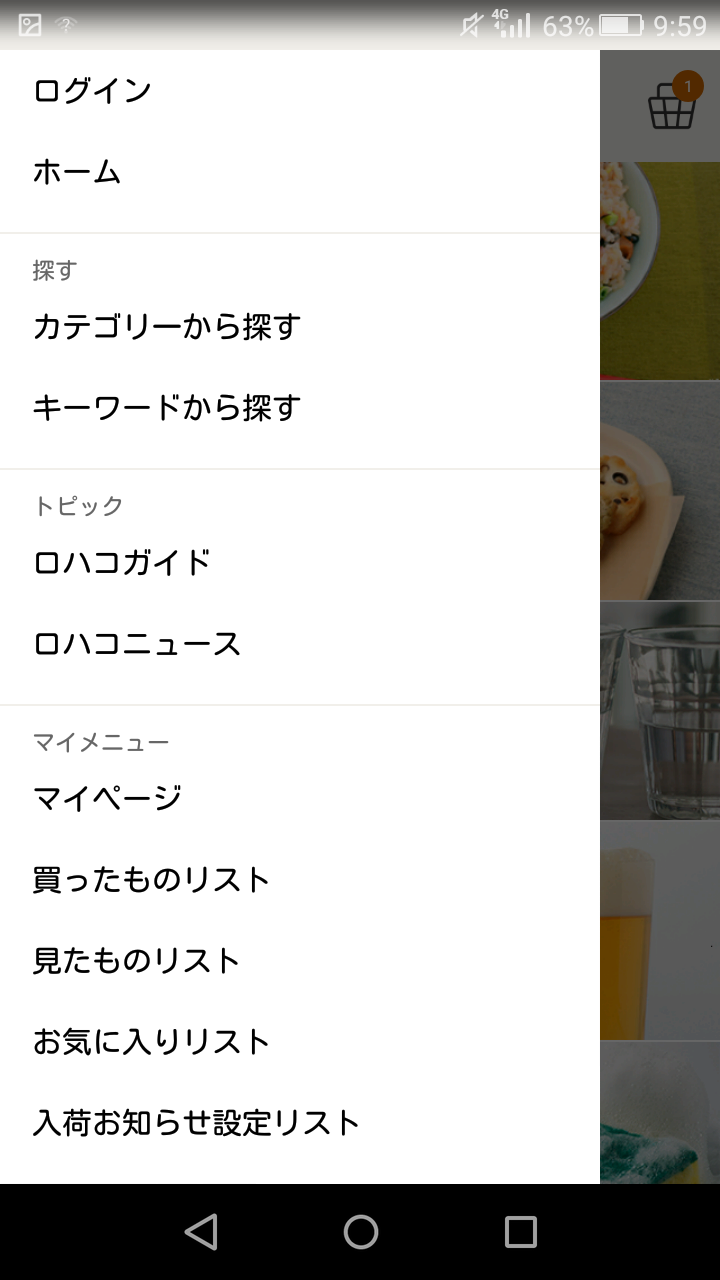 4G 63% 9:59
1
ログイン
ホーム
探す
カテゴリーから探す
キーワードから探す
トピック
ロハコガイド
ロハコニュース
マイメニュー
マイページ
買ったものリスト
見たものリスト
お気に入りリスト
入荷お知らせ設定リスト